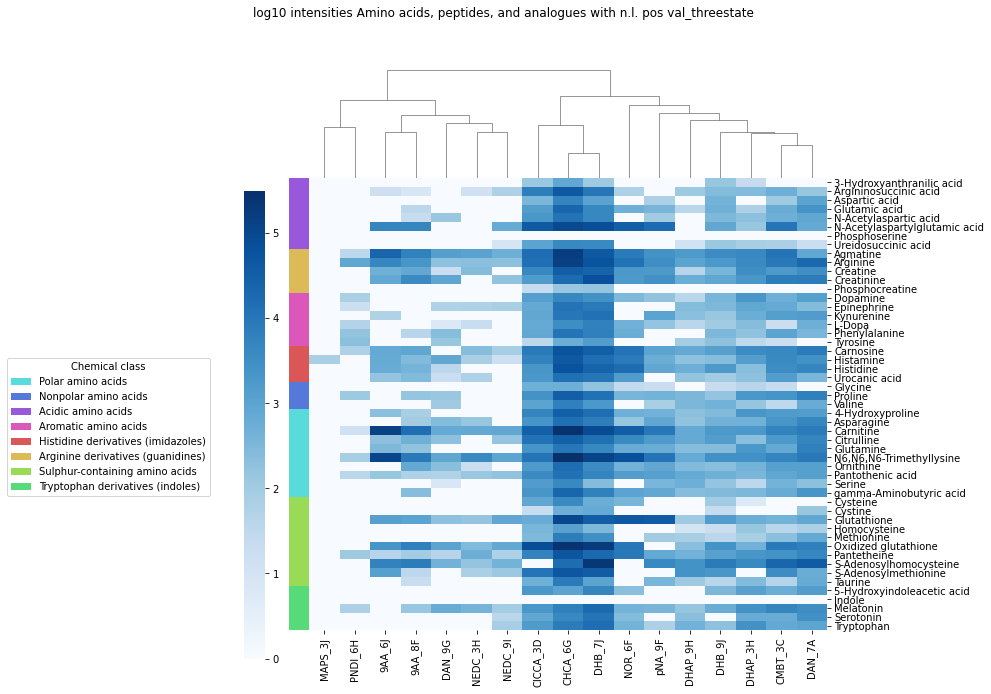 log10 intensities Amino acids, peptides, and analogues with n.l. pos val_threestate
3-Hydroxyanthranilic acid
Argininosuccinic acid
Aspartic acid
Glutamic acid
N-Acetylaspartic acid
N-Acetylaspartylglutamic acid
Phosphoserine
Ureidosuccinic acid
Agmatine
Arginine
Creatine
Creatinine
Phosphocreatine
Dopamine
Epinephrine
Kynurenine
L-Dopa
Phenylalanine
Tyrosine
Carnosine
Histamine
Histidine
Urocanic acid
Glycine
Proline
Valine
4-Hydroxyproline
Asparagine
Carnitine
Citrulline
Glutamine
N6,N6,N6-Trimethyllysine
Ornithine
Pantothenic acid
Serine
gamma-Aminobutyric acid
Cysteine
Cystine
Glutathione
Homocysteine
Methionine
Oxidized glutathione
Pantetheine
S-Adenosylhomocysteine
S-Adenosylmethionine
Taurine
5-Hydroxyindoleacetic acid
Indole
Melatonin
Serotonin
Tryptophan
5
4
3
2
1
0
Chemical class
Polar amino acids
Nonpolar amino acids
Acidic amino acids
Aromatic amino acids
Histidine derivatives (imidazoles)
Arginine derivatives (guanidines)
Sulphur-containing amino acids
Tryptophan derivatives (indoles)
MAPS_3J
PNDI_6H
9AA_6J
9AA_8F
DAN_9G
NEDC_3H
NEDC_9I
ClCCA_3D
CHCA_6G
DHB_7J
NOR_6F
pNA_9F
DHAP_9H
DHB_9J
DHAP_3H
CMBT_3C
DAN_7A